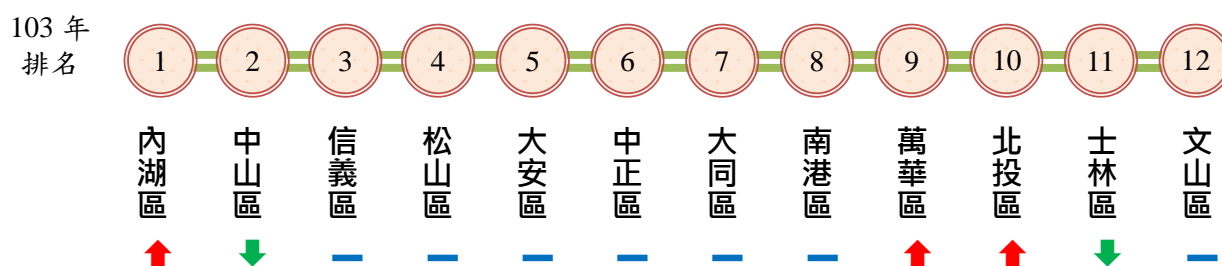 103 年
排名
1 2 3 4 5 6 7 8 9 10 11 12
內湖區
中山區
信義區
松山區
大安區
中正區
大同區
南港區
萬華區
北投區
士林區
文山區